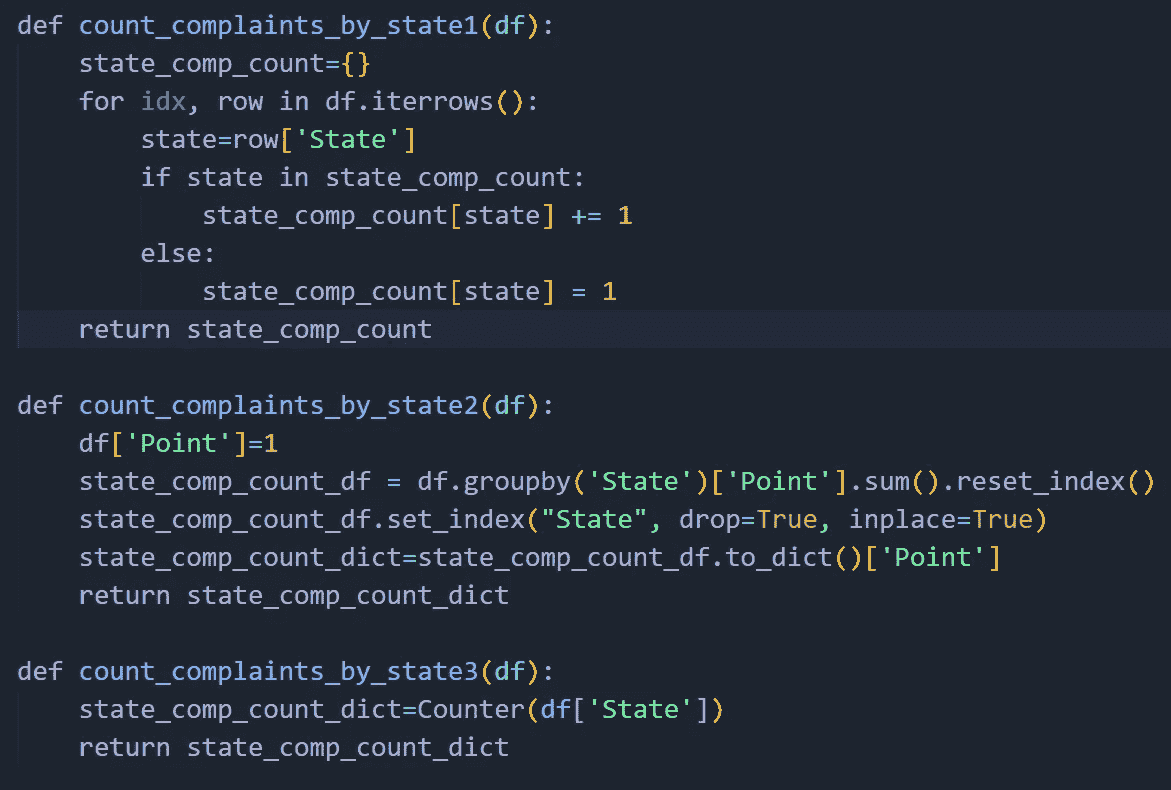 def count_complaints_by_state1(df):
    state_comp_count={}
    for idx, row in df.iterrows():
        state=row['State']
        if state in state_comp_count:
            state_comp_count[state] += 1
        else:
            state_comp_count[state] = 1
    return state_comp_count

def count_complaints_by_state2(df):
    df['Point']=1
    state_comp_count_df = df.groupby('State')['Point'].sum().reset_index()
    state_comp_count_df.set_index("State", drop=True, inplace=True)
    state_comp_count_dict=state_comp_count_df.to_dict()['Point']
    return state_comp_count_dict

def count_complaints_by_state3(df):
    state_comp_count_dict=Counter(df['State'])
    return state_comp_count_dict